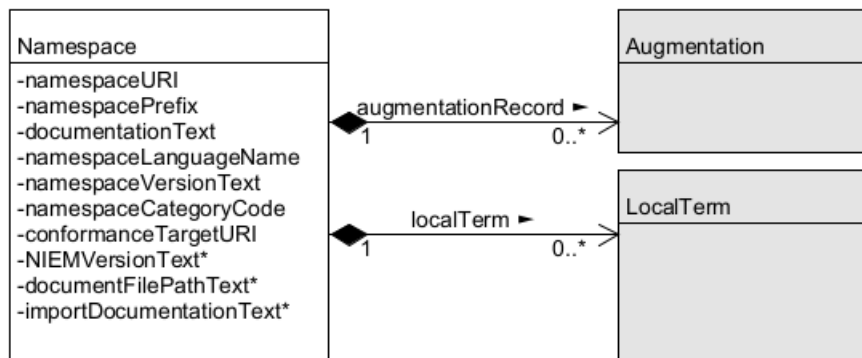 Namespace
-namespaceURI
-namespacePrefix
-documentationText
-namespaceLanguageName
-namespaceVersionText
-namespaceCategoryCode
-conformanceTargetURI
-NIEMVersionText*
-documentFilePathText*
-importDocumentationText*
augmentationRecord ►
1 0..*
localTerm ►
1 0..*
Augmentation
LocalTerm